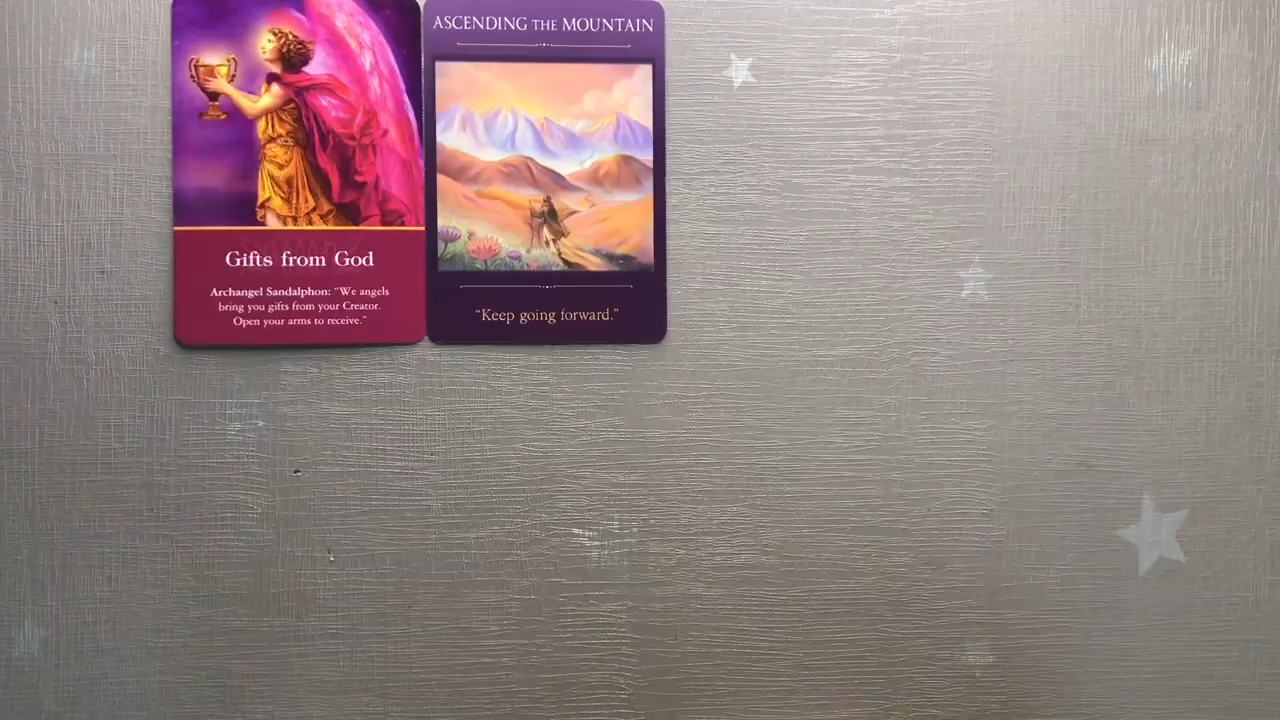 Gifts from God
Archangel Sandalphon: “We angels
bring you gifts from your Creator.
Open your arms to receive.”
ASCENDING THE MOUNTAIN
“Keep going forward.”